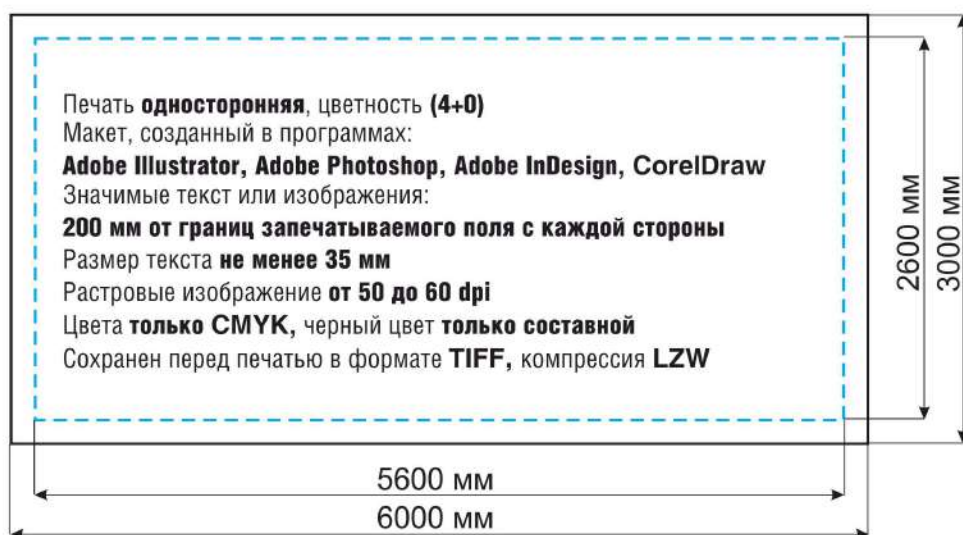 Печать односторонняя, цветность (4+0)
Макет, созданный в программах:
Adobe Illustrator, Adobe Photoshop, Adobe InDesign, CorelDraw
Значимые текст или изображения:
200 мм от границ запечатываемого поля с каждой стороны
Размер текста не менее 35 мм
Растровые изображение от 50 до 60 dpi
Цвета только CMYK, черный цвет только составной
Сохранен перед печатью в формате TIFF, компрессия LZW
2600 мм
3000 мм
5600 мм
6000 мм